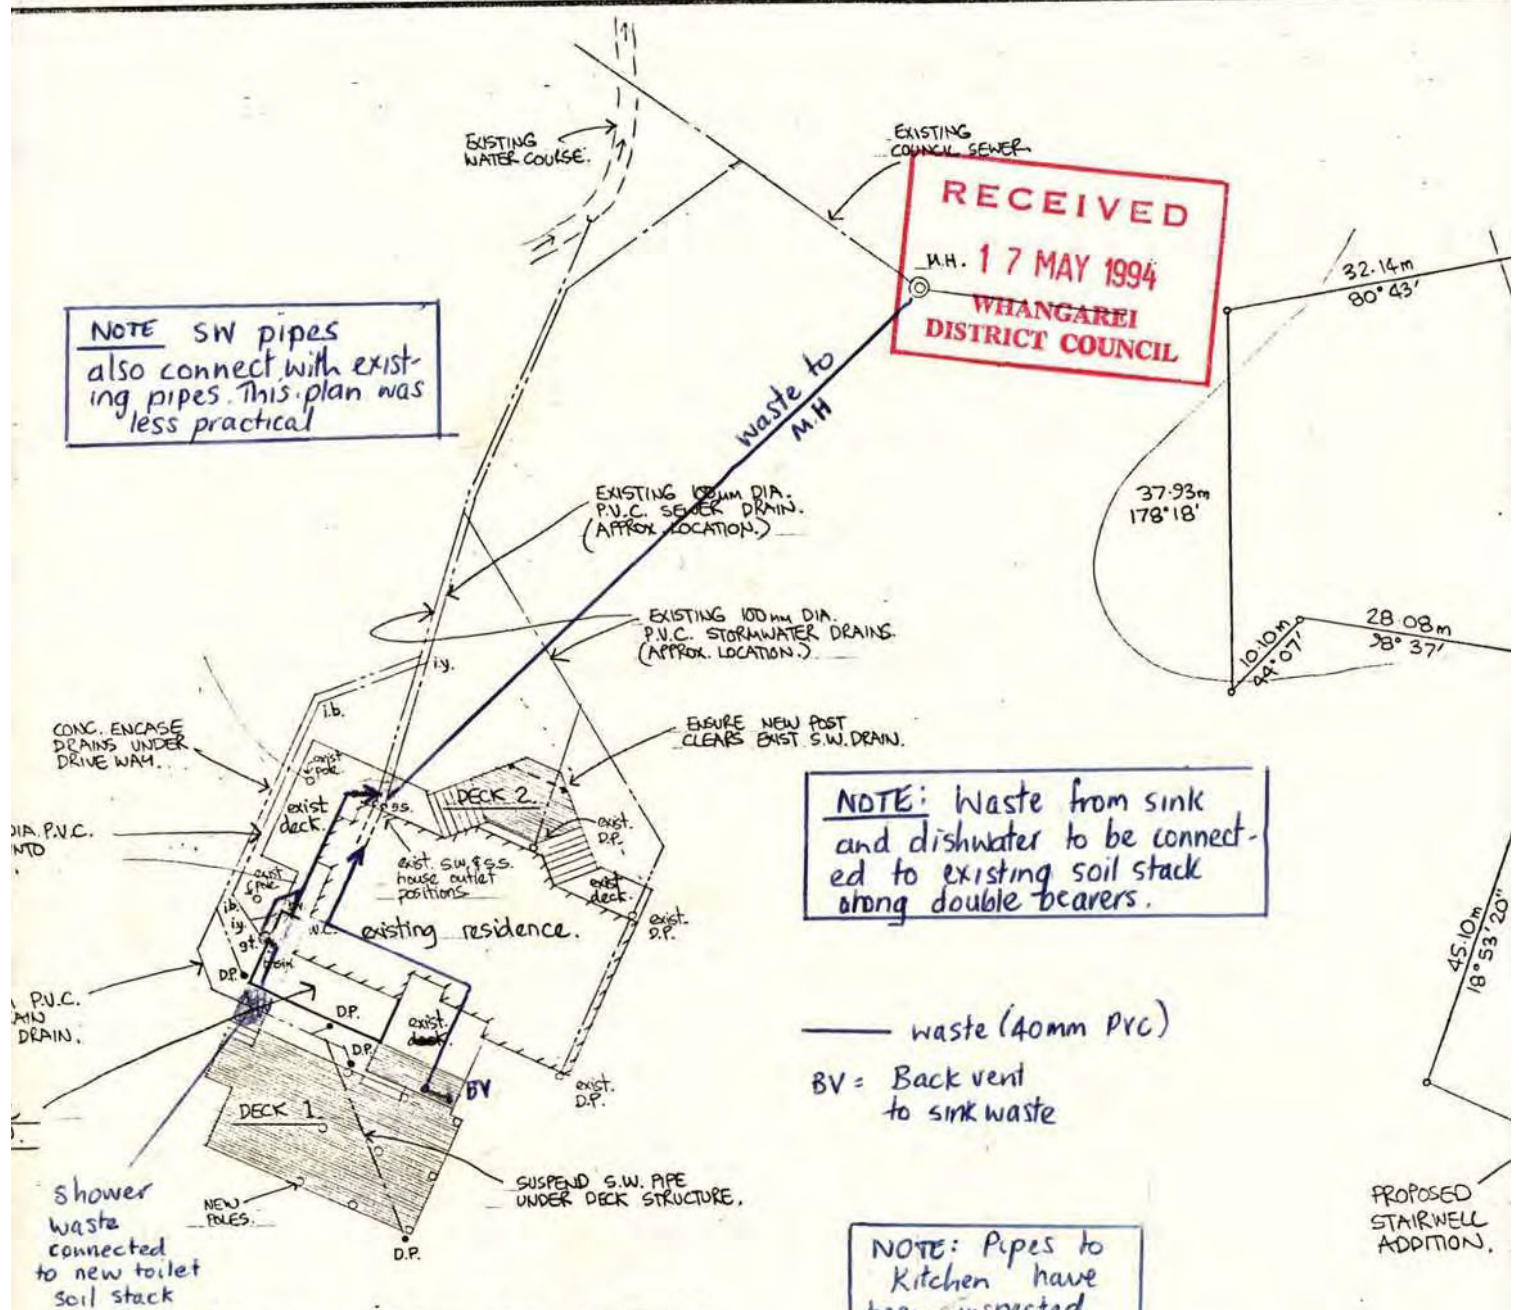 EXISTING
WATER COURSE.
EXISTING
COUNCIL SEWER
RECEIVED
M.H.
17 MAY 1994
WHANGAREI
DISTRICT COUNCIL
32.14m
80° 43'
NOTE SW pipes
also connect with exist-
ing pipes. This plan was
less practical
waste to
M.H
EXISTING 100mm DIA.
P.V.C. SEWER DRAIN.
(APPROX. LOCATION.)
37.93m
178° 18'
EXISTING 100mm DIA.
P.V.C. STORMWATER DRAINS.
(APPROX. LOCATION.)
10.10m
44° 07'
28.08m
98° 37'
i.y.
i.b.
CONC. ENCASE
DRAINS UNDER
DRIVE WAY.
ENSURE NEW POST
CLEARS EXIST S.W. DRAIN.
exist
pole
exist
deck.
s.s.
DECK 2.
exist.
D.P.
DIA. P.V.C.
NTO
exist. S.W. & S.S.
house outlet
positions
exist
pole
exist
deck.
NOTE: Waste from sink
and dishwater to be connect-
ed to existing soil stack
along double bearers.
i.b.
i.y.
g.t.
W.C.
existing residence.
exist.
D.P.
D.P.
P.V.C.
DRAIN.
D.P.
exist.
deck.
D.P.
45.10m
18° 53' 20"
waste (40mm PVC)
BV = Back vent
to sink waste
BV
exist.
D.P.
DECK 1.
SUSPEND S.W. PIPE
UNDER DECK STRUCTURE.
shower
waste
connected
to new toilet
soil stack
NEW
POLES.
D.P.
NOTE: Pipes to
Kitchen have
been inspected
PROPOSED
STAIRWELL
ADDITION.